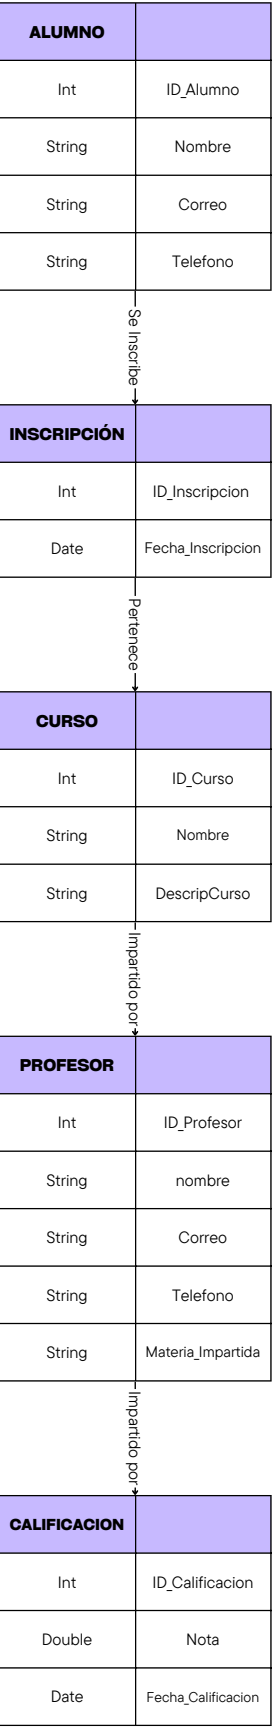 ALUMNO
Int ID_Alumno
String Nombre
String Correo
String Telefono
Se Inscribe
INSCRIPCIÓN
Int ID_Inscripcion
Date Fecha_Inscripcion
Pertenece
CURSO
Int ID_Curso
String Nombre
String DescripCurso
Impartido por
PROFESOR
Int ID_Profesor
String nombre
String Correo
String Telefono
String Materia_Impartida
Impartido por
CALIFICACION
Int ID_Calificacion
Double Nota
Date Fecha_Calificacion